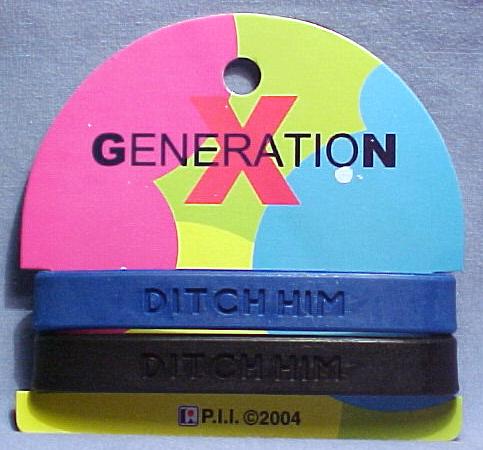 X
GENERATION
DITCH HIM
DITCH HIM
P.I.I. ©2004